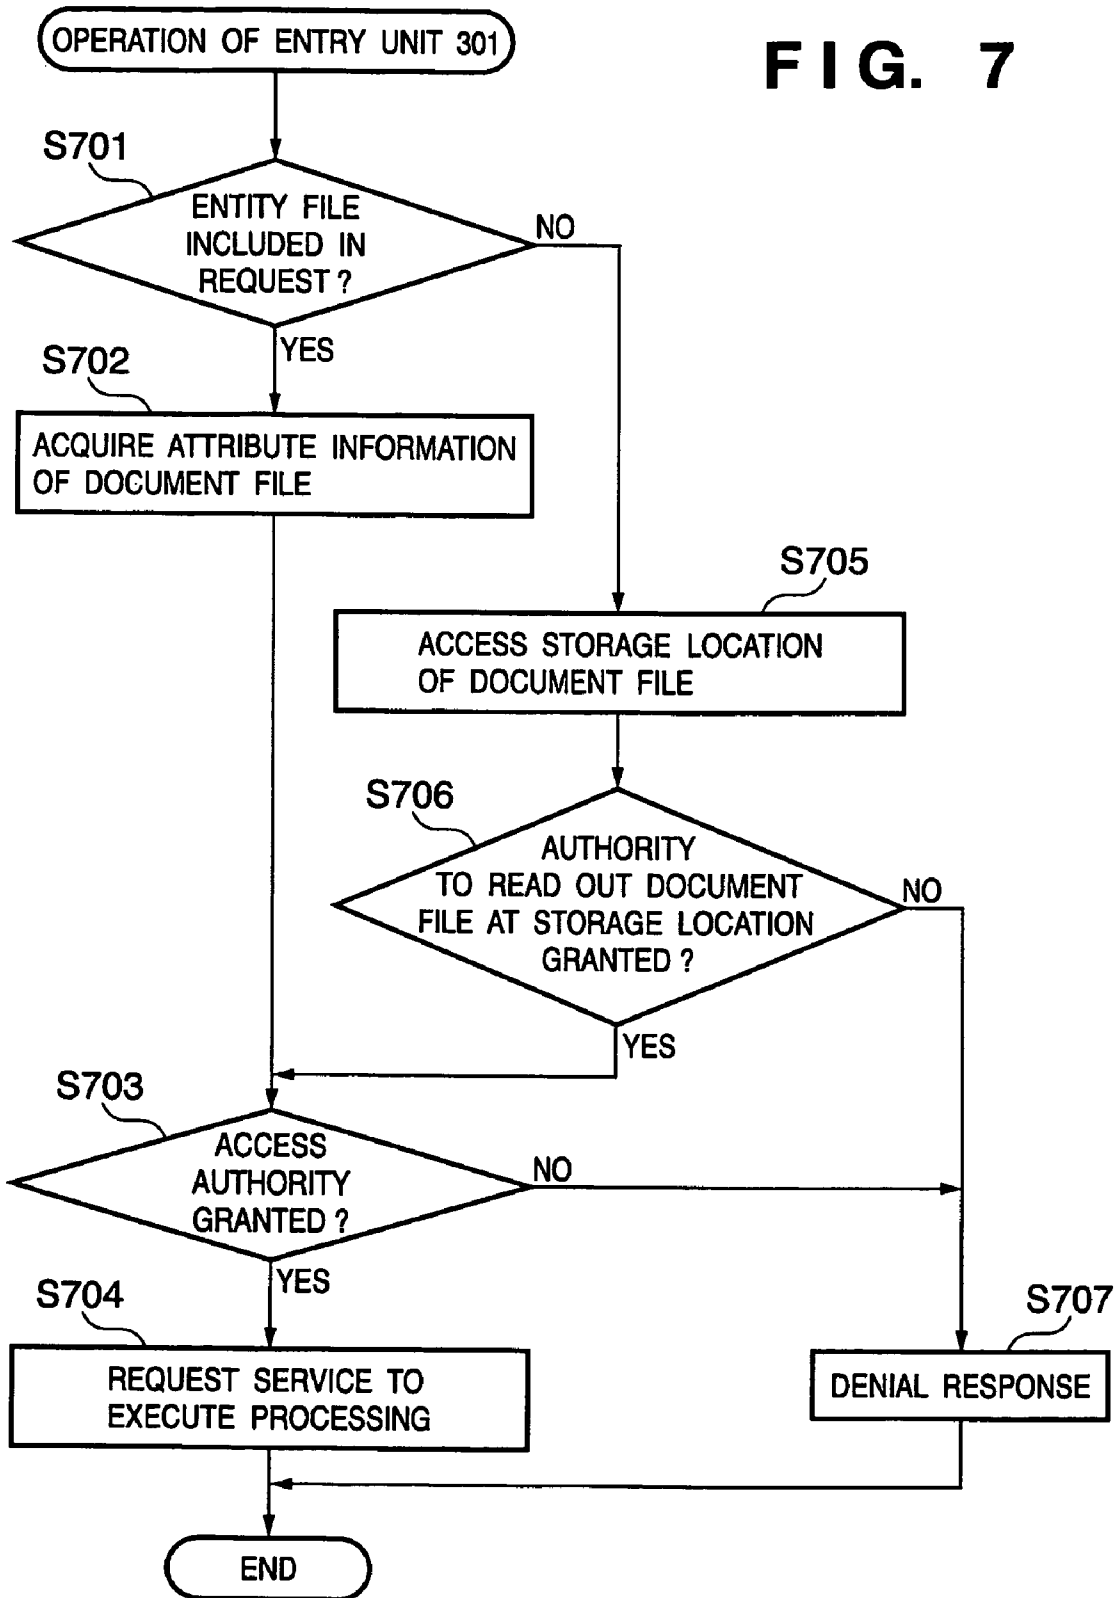 OPERATION OF ENTRY UNIT 301
FIG. 7
S701
ENTITY FILE
INCLUDED IN
REQUEST?
NO
YES
S702
ACQUIRE ATTRIBUTE INFORMATION
OF DOCUMENT FILE
S705
ACCESS STORAGE LOCATION
OF DOCUMENT FILE
S706
AUTHORITY
TO READ OUT DOCUMENT
FILE AT STORAGE LOCATION
GRANTED?
NO
YES
S703
ACCESS
AUTHORITY
GRANTED?
NO
YES
S704
REQUEST SERVICE TO
EXECUTE PROCESSING
S707
DENIAL RESPONSE
END